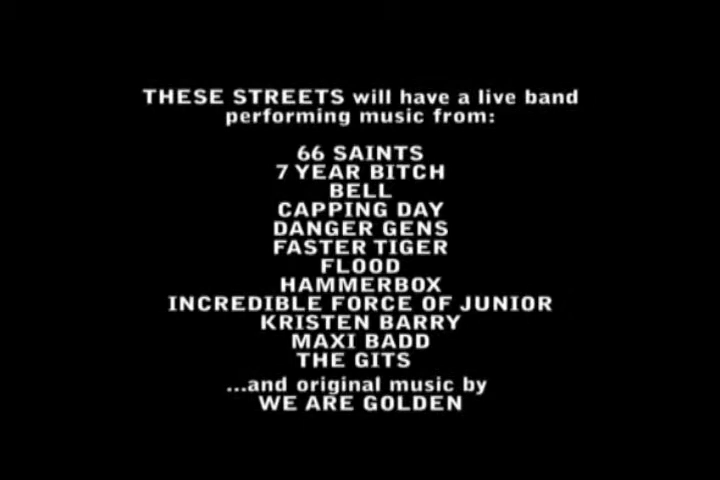 THESE STREETS will have a live band
performing music from:
66 SAINTS
7 YEAR BITCH
BELL
CAPPING DAY
DANGER GENS
FASTER TIGER
FLOOD
HAMMERBOX
INCREDIBLE FORCE OF JUNIOR
KRISTEN BARRY
MAXI BADD
THE GITS
...and original music by
WE ARE GOLDEN